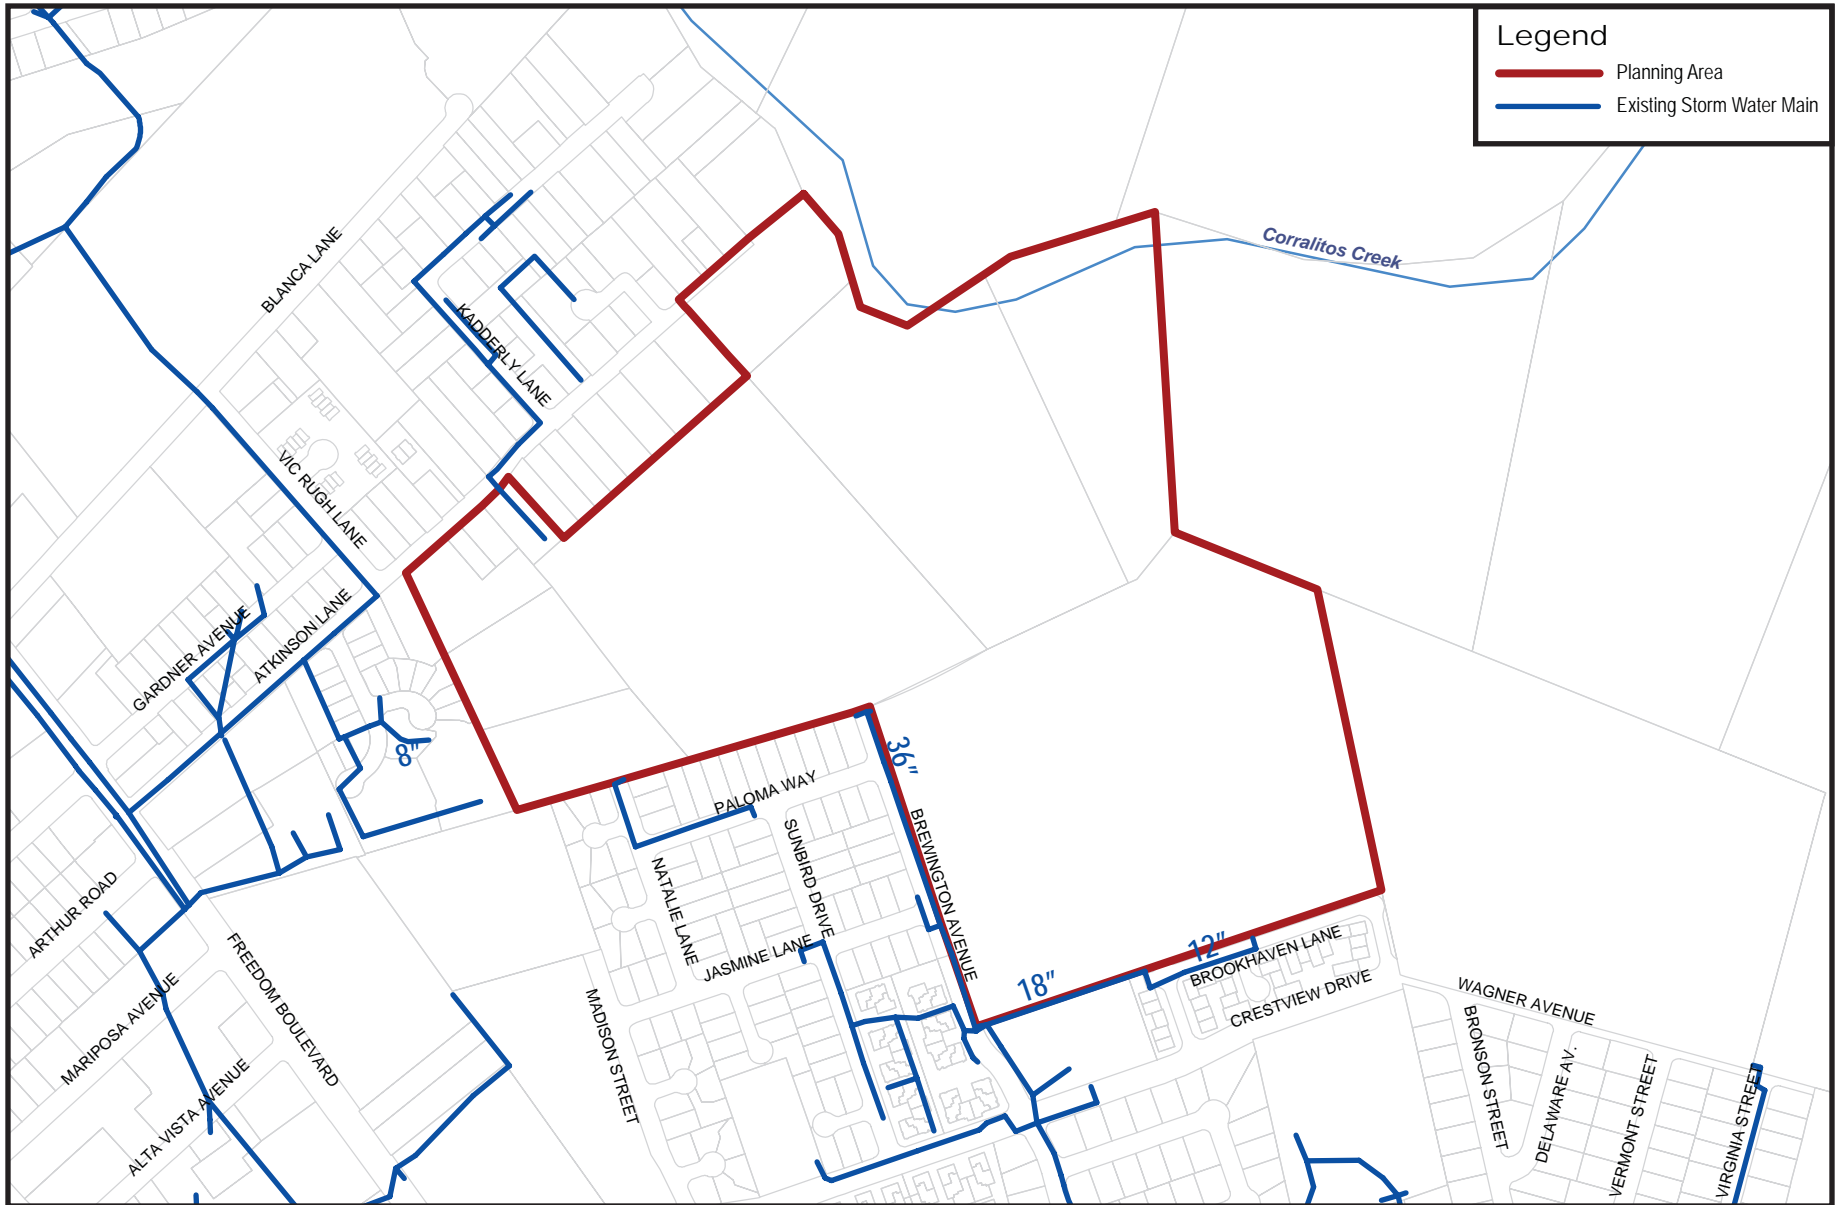 Legend
Planning Area
Existing Storm Water Main
Corralitos Creek
BLANCA LANE
KADDERLY LANE
VIC RUGH LANE
GARDNER AVENUE
ATKINSON LANE
8"
36"
PALOMA WAY
SUNBIRD DRIVE
BREWINGTON AVENUE
NATALIE LANE
JASMINE LANE
ARTHUR ROAD
FREEDOM BOULEVARD
MARIPOSA AVENUE
ALTA VISTA AVENUE
MADISON STREET
18"
12"
BROOKHAVEN LANE
CRESTVIEW DRIVE
WAGNER AVENUE
BRONSON STREET
DELAWARE AV.
VERMONT STREET
VIRGINIA STREET